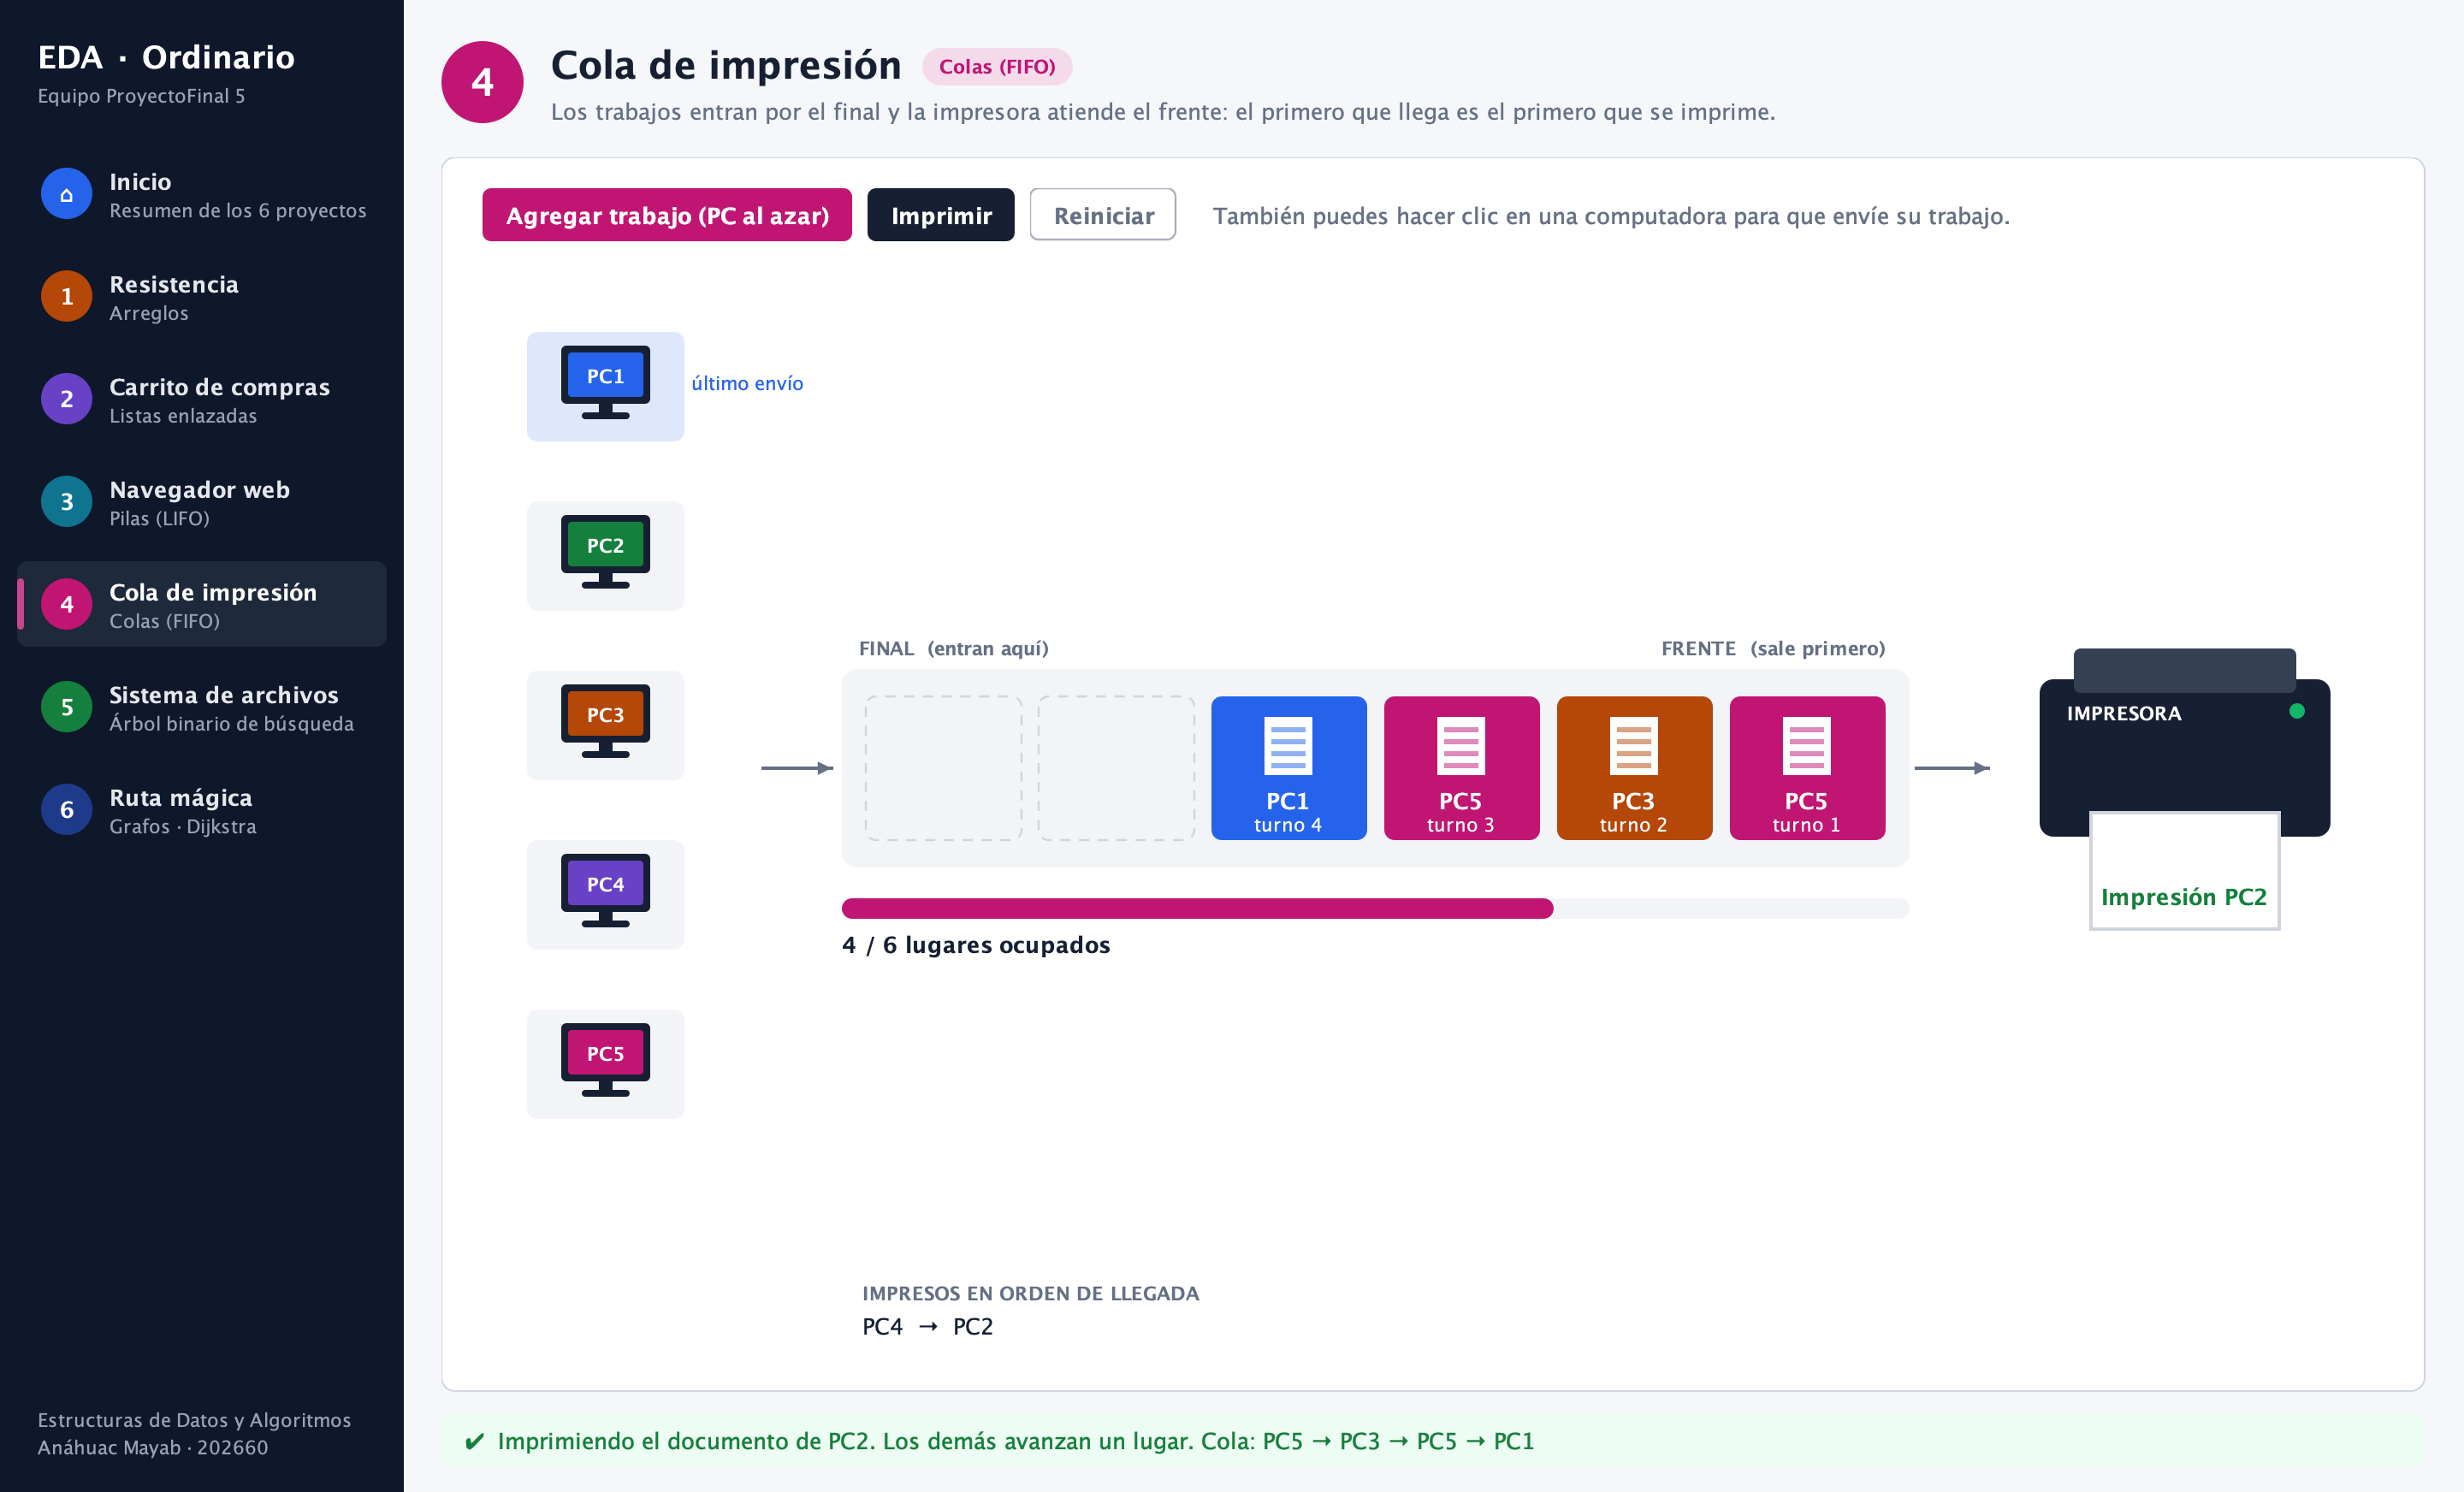 EDA · Ordinario
Equipo ProyectoFinal 5
Inicio
Resumen de los 6 proyectos
1
Resistencia
Arreglos
2
Carrito de compras
Listas enlazadas
3
Navegador web
Pilas (LIFO)
4
Cola de impresión
Colas (FIFO)
5
Sistema de archivos
Árbol binario de búsqueda
6
Ruta mágica
Grafos · Dijkstra
Estructuras de Datos y Algoritmos
Anáhuac Mayab · 202660
4
Cola de impresión
Colas (FIFO)
Los trabajos entran por el final y la impresora atiende el frente: el primero que llega es el primero que se imprime.
Agregar trabajo (PC al azar)
Imprimir
Reiniciar
También puedes hacer clic en una computadora para que envíe su trabajo.
PC1
último envío
PC2
PC3
PC4
PC5
FINAL (entran aquí)
FRENTE (sale primero)
PC1
turno 4
PC5
turno 3
PC3
turno 2
PC5
turno 1
4 / 6 lugares ocupados
IMPRESORA
Impresión PC2
IMPRESOS EN ORDEN DE LLEGADA
PC4 → PC2
✔ Imprimiendo el documento de PC2. Los demás avanzan un lugar. Cola: PC5 → PC3 → PC5 → PC1